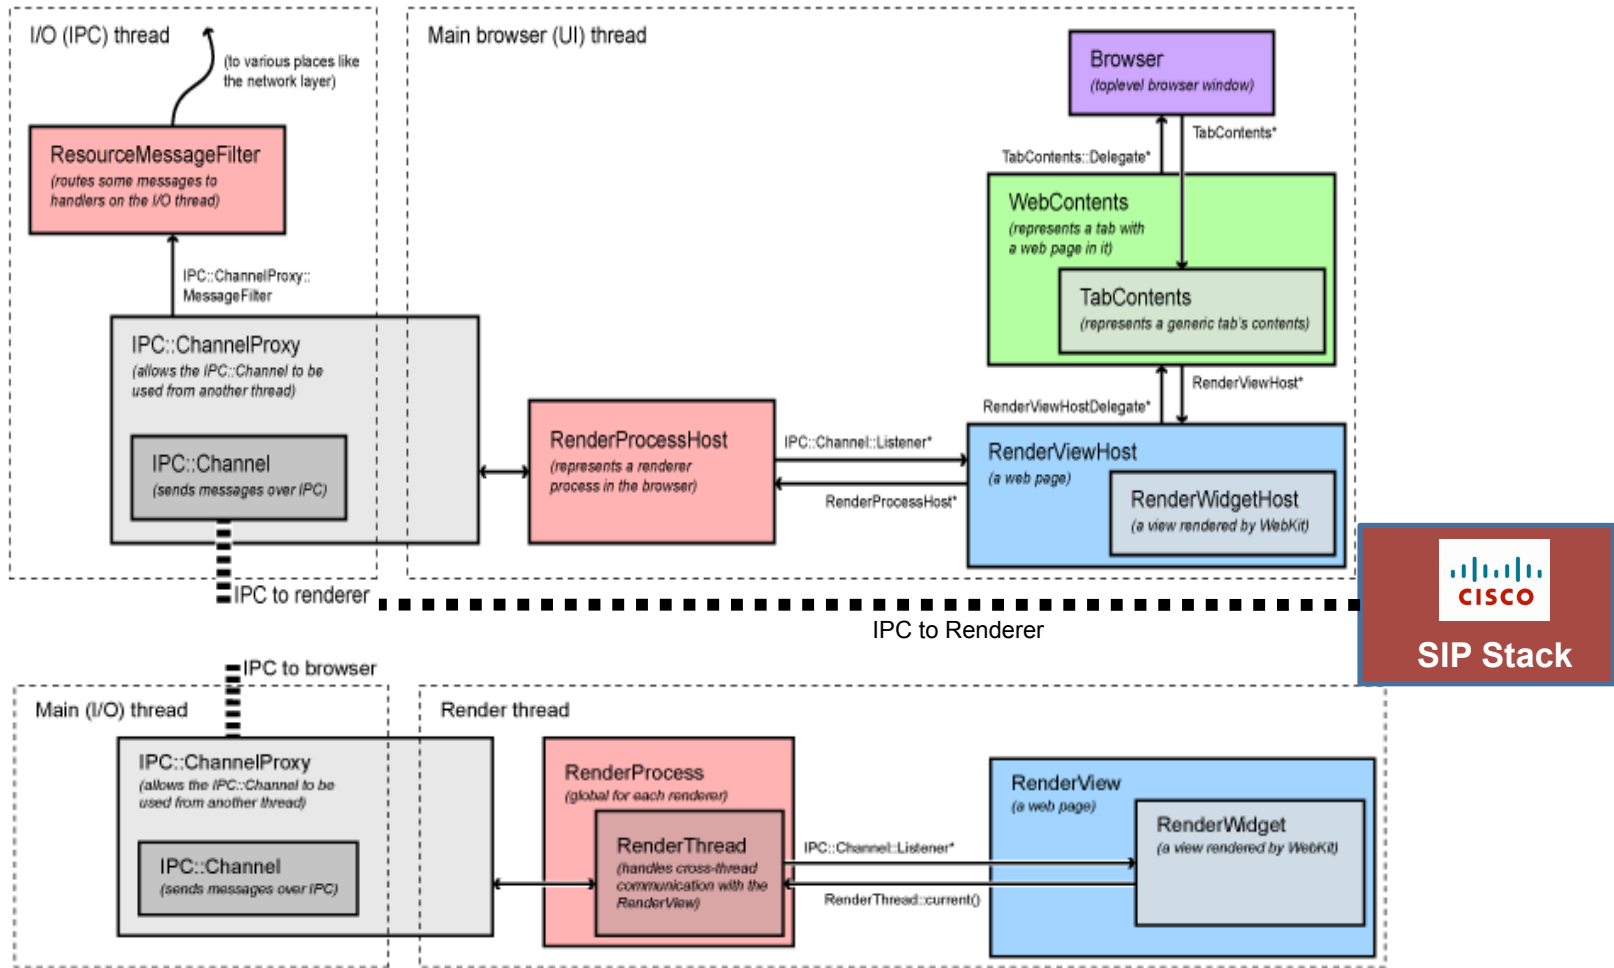 I/O (IPC) thread
(to various places like
the network layer)
ResourceMessageFilter
(routes some messages to
handlers on the I/O thread)
IPC::ChannelProxy::
MessageFilter
IPC::ChannelProxy
(allows the IPC::Channel to be
used from another thread)
IPC::Channel
(sends messages over IPC)
IPC to renderer
Main browser (UI) thread
Browser
(toplevel browser window)
TabContents*
TabContents::Delegate*
WebContents
(represents a tab with
a web page in it)
TabContents
(represents a generic tab's contents)
RenderViewHost*
RenderViewHostDelegate*
RenderProcessHost
(represents a renderer
process in the browser)
IPC::Channel::Listener*
RenderProcessHost*
RenderViewHost
(a web page)
RenderWidgetHost
(a view rendered by WebKit)
IPC to Renderer
CISCO
SIP Stack
IPC to browser
Main (I/O) thread
IPC::ChannelProxy
(allows the IPC::Channel to be
used from another thread)
IPC::Channel
(sends messages over IPC)
Render thread
RenderProcess
(global for each renderer)
RenderThread
(handles cross-thread
communication with the
RenderView)
IPC::Channel::Listener*
RenderThread::current()
RenderView
(a web page)
RenderWidget
(a view rendered by WebKit)